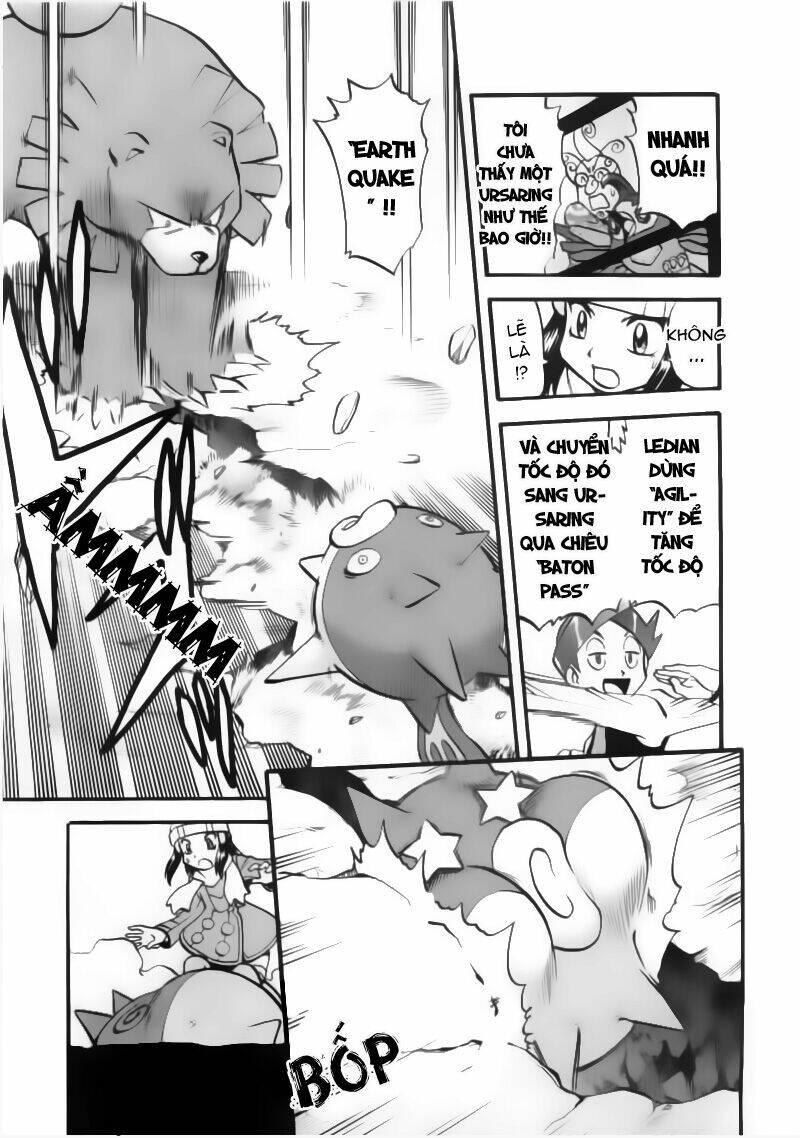 NHANH
QUÁ!!
TÔI
CHƯA
THẤY MỘT
URSARING
NHƯ THẾ
BAO GIỜ!!
KHÔNG
...
LẼ
LÀ
!?
LEDIAN
DÙNG
"AGIL-
ITY" ĐỂ
TĂNG
TỐC ĐỘ
VÀ CHUYỂN
TỐC ĐỘ ĐÓ
SANG UR-
SARING
QUA CHIÊU
"BATON
PASS"
"EARTH
QUAKE
" !!
ẦMMMMM
BỐP